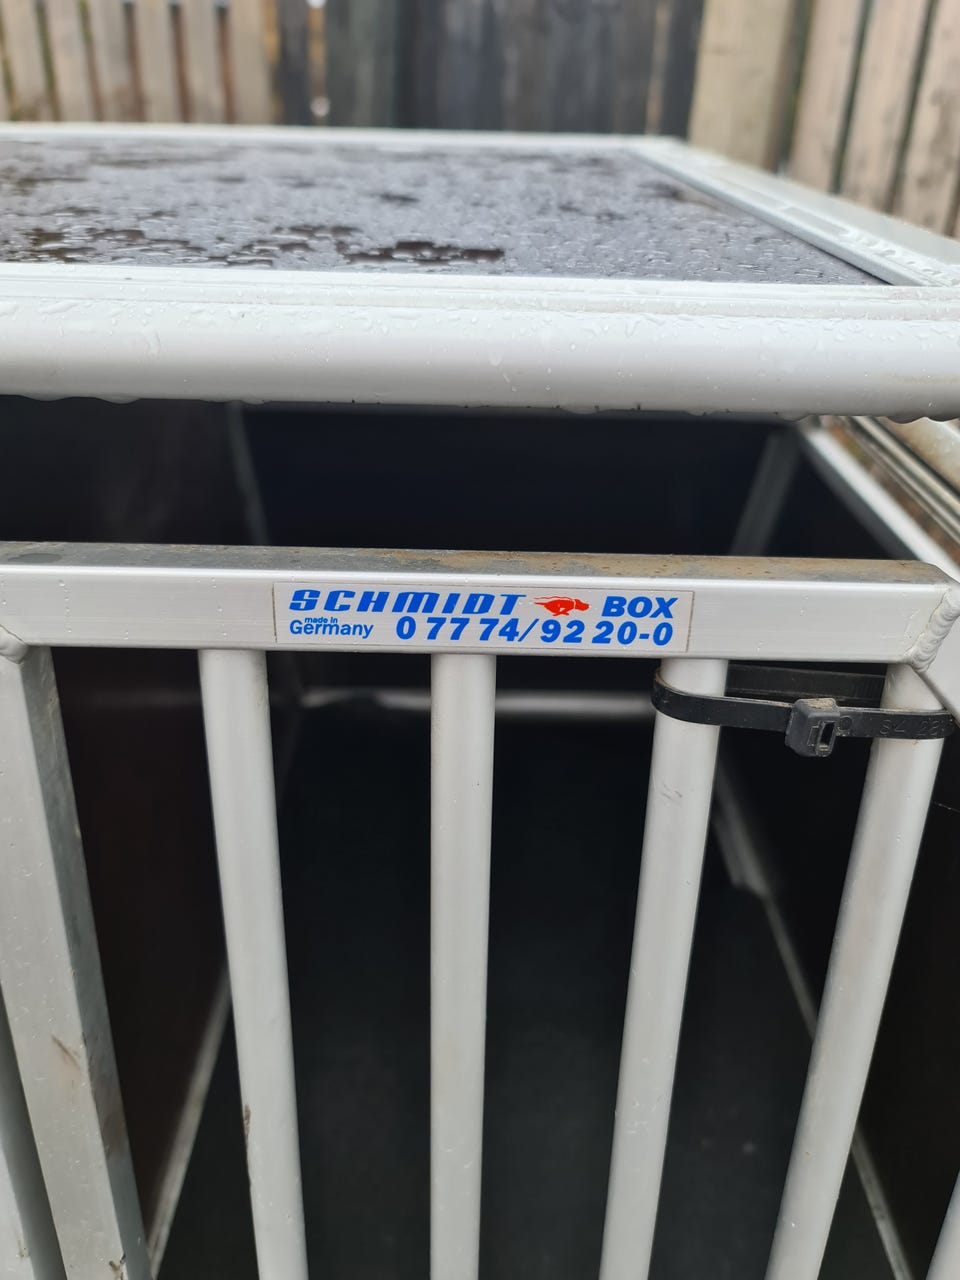 SCHMIDT BOX
made in
Germany 0 77 74/92 20-0